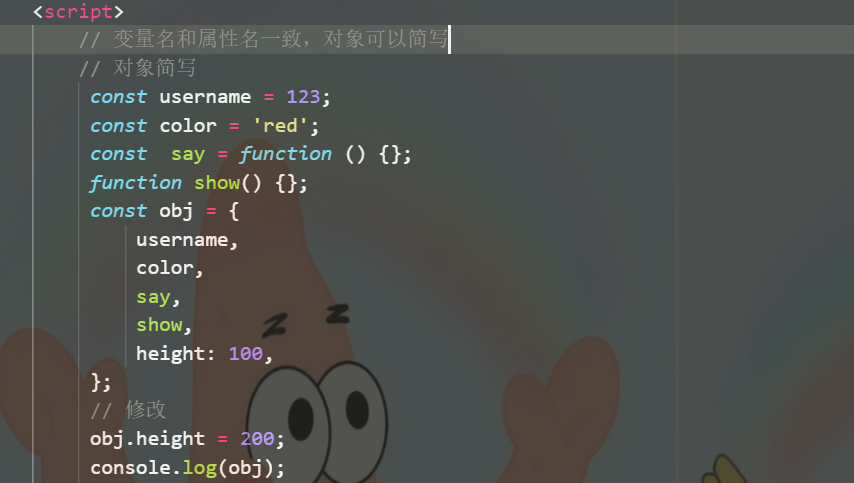 <script>
// 变量名和属性名一致，对象可以简写
// 对象简写
const username = 123;
const color = 'red';
const  say = function () {};
function show() {};
const obj = {
username,
color,
say,
show,
height: 100,
};
// 修改
obj.height = 200;
console.log(obj);